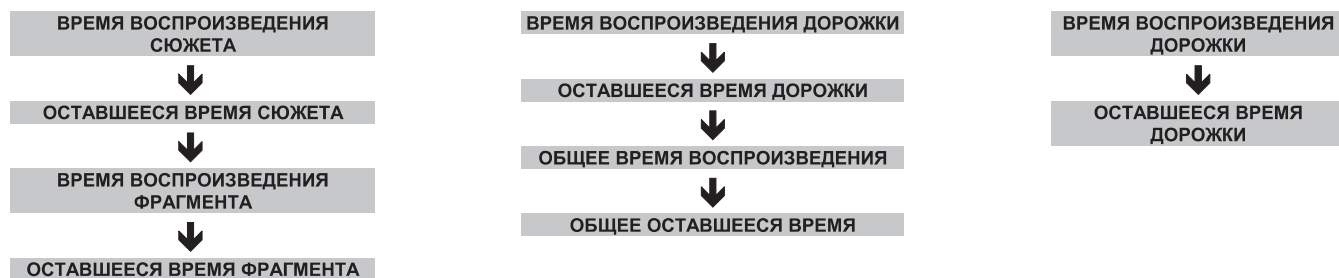 ВРЕМЯ ВОСПРОИЗВЕДЕНИЯ
СЮЖЕТА
ОСТАВШЕЕСЯ ВРЕМЯ СЮЖЕТА
ВРЕМЯ ВОСПРОИЗВЕДЕНИЯ
ФРАГМЕНТА
ОСТАВШЕЕСЯ ВРЕМЯ ФРАГМЕНТА
ВРЕМЯ ВОСПРОИЗВЕДЕНИЯ ДОРОЖКИ
ОСТАВШЕЕСЯ ВРЕМЯ ДОРОЖКИ
ОБЩЕЕ ВРЕМЯ ВОСПРОИЗВЕДЕНИЯ
ОБЩЕЕ ОСТАВШЕЕСЯ ВРЕМЯ
ВРЕМЯ ВОСПРОИЗВЕДЕНИЯ
ДОРОЖКИ
ОСТАВШЕЕСЯ ВРЕМЯ
ДОРОЖКИ